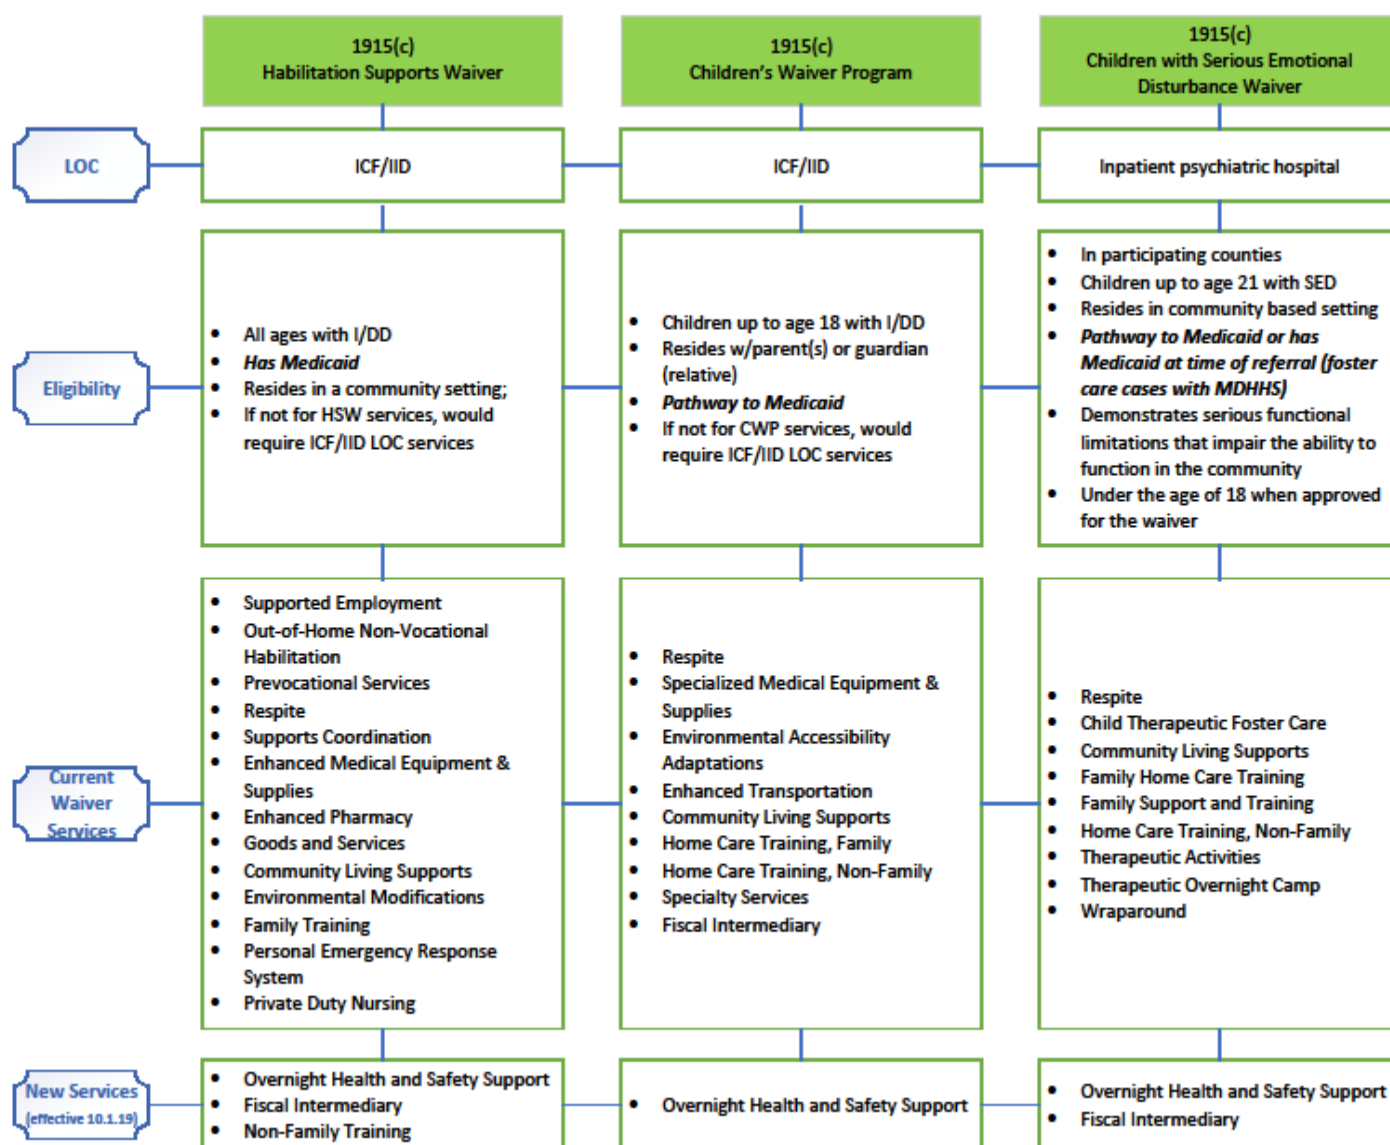 1915(c)
Habilitation Supports Waiver
1915(c)
Children's Waiver Program
1915(c)
Children with Serious Emotional
Disturbance Waiver
LOC
ICF/IID
ICF/IID
Inpatient psychiatric hospital
Eligibility
• All ages with I/DD
• Has Medicaid
• Resides in a community setting;
• If not for HSW services, would
require ICF/IID LOC services
• Children up to age 18 with I/DD
• Resides w/parent(s) or guardian
(relative)
• Pathway to Medicaid
• If not for CWP services, would
require ICF/IID LOC services
• In participating counties
• Children up to age 21 with SED
• Resides in community based setting
• Pathway to Medicaid or has
Medicaid at time of referral (foster
care cases with MDHHS)
• Demonstrates serious functional
limitations that impair the ability to
function in the community
• Under the age of 18 when approved
for the waiver
Current
Waiver
Services
• Supported Employment
• Out-of-Home Non-Vocational
Habilitation
• Prevocational Services
• Respite
• Supports Coordination
• Enhanced Medical Equipment &
Supplies
• Enhanced Pharmacy
• Goods and Services
• Community Living Supports
• Environmental Modifications
• Family Training
• Personal Emergency Response
System
• Private Duty Nursing
• Respite
• Specialized Medical Equipment &
Supplies
• Environmental Accessibility
Adaptations
• Enhanced Transportation
• Community Living Supports
• Home Care Training, Family
• Home Care Training, Non-Family
• Specialty Services
• Fiscal Intermediary
• Respite
• Child Therapeutic Foster Care
• Community Living Supports
• Family Home Care Training
• Family Support and Training
• Home Care Training, Non-Family
• Therapeutic Activities
• Therapeutic Overnight Camp
• Wraparound
New Services
(effective 10.1.19)
• Overnight Health and Safety Support
• Fiscal Intermediary
• Non-Family Training
• Overnight Health and Safety Support
• Overnight Health and Safety Support
• Fiscal Intermediary